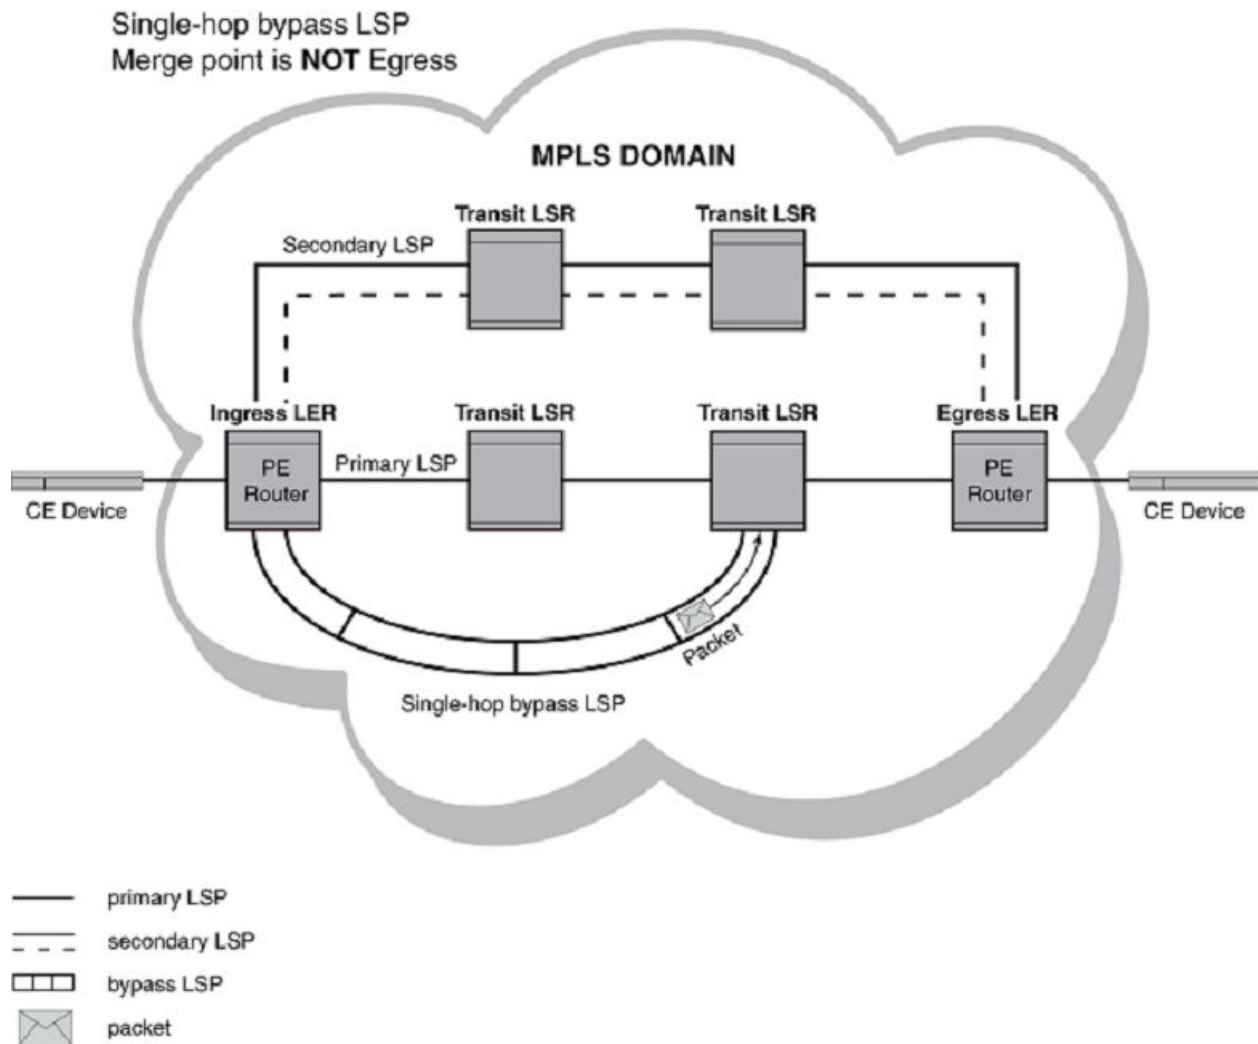 Single-hop bypass LSP
Merge point is NOT Egress
MPLS DOMAIN
Transit LSR
Transit LSR
Secondary LSP
Ingress LER
Transit LSR
Transit LSR
Egress LER
PE
Router
Primary LSP
PE
Router
CE Device
CE Device
Packet
Single-hop bypass LSP
primary LSP
secondary LSP
bypass LSP
packet